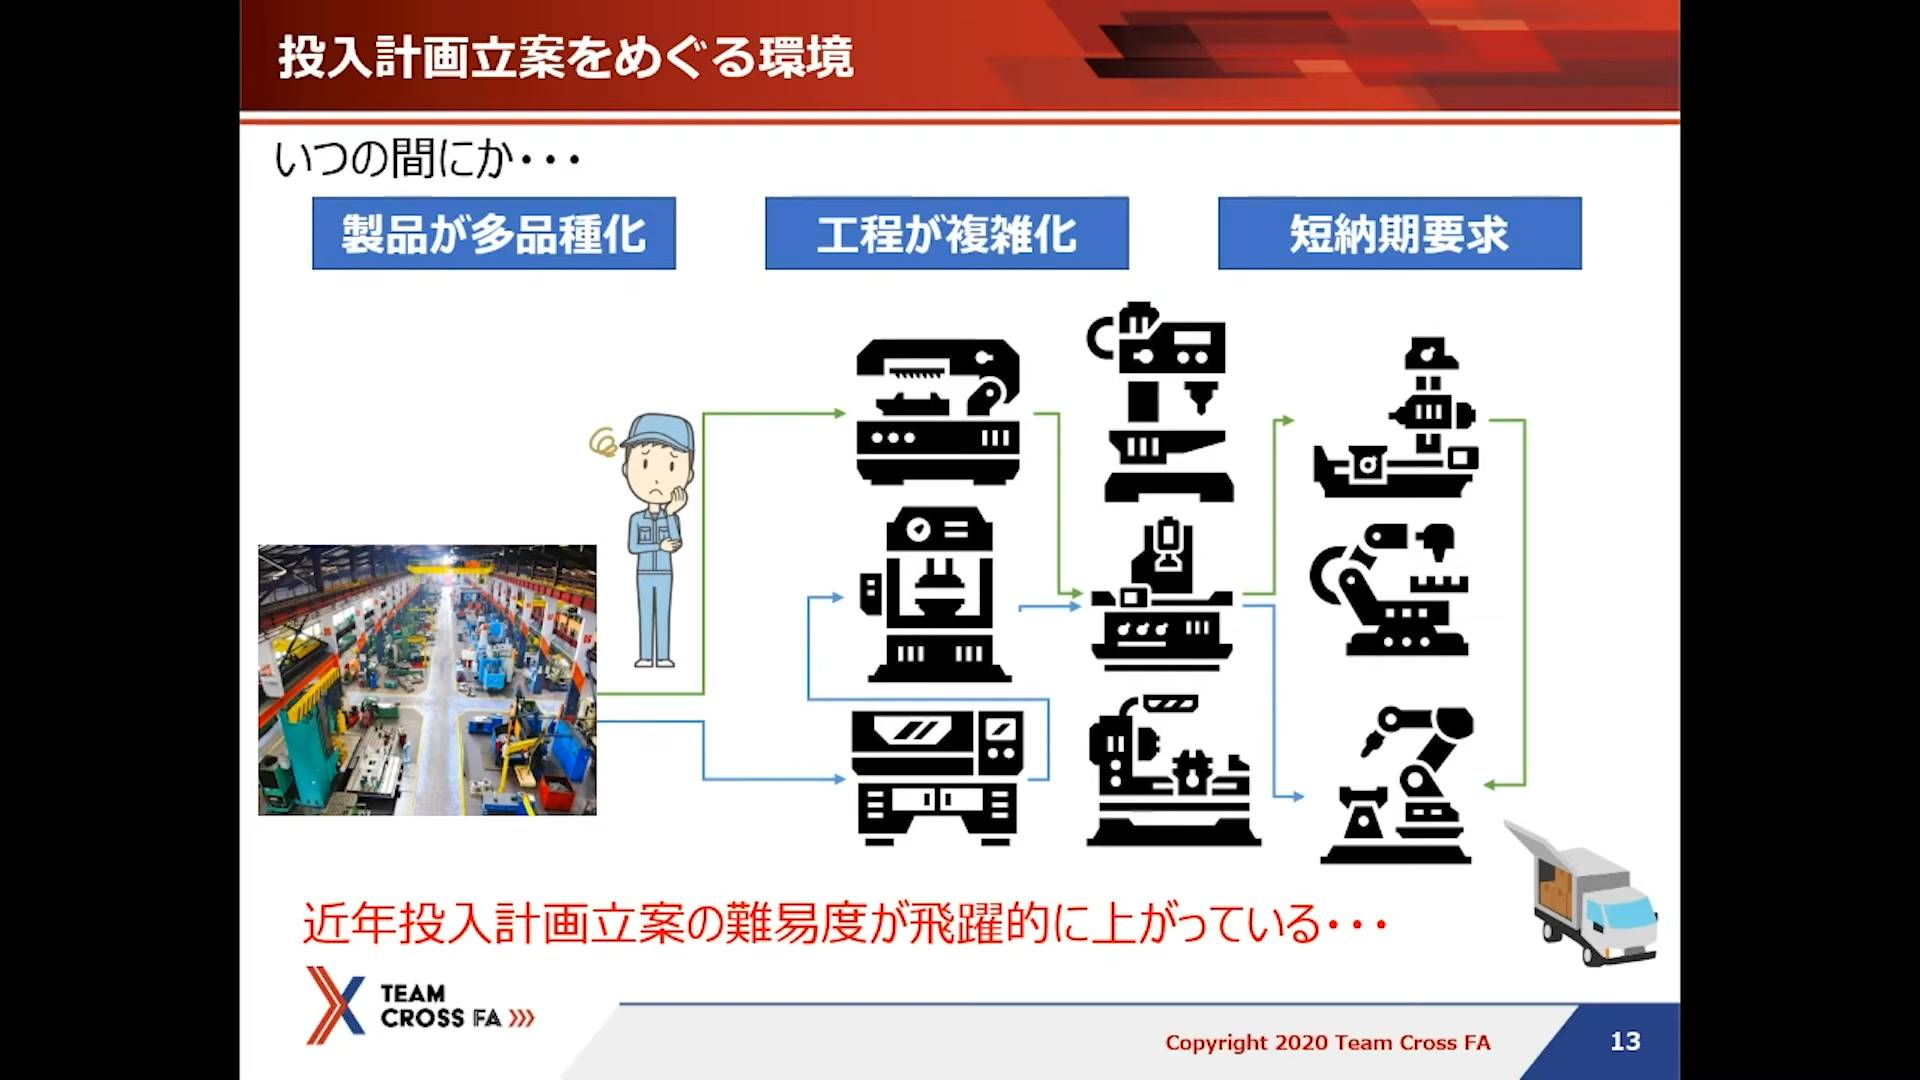 投入計画立案をめぐる環境
いつの間にか・・・
製品が多品種化
工程が複雑化
短納期要求
近年投入計画立案の難易度が飛躍的に上がっている・・・
TEAM
CROSS FA
Copyright 2020 Team Cross FA
13